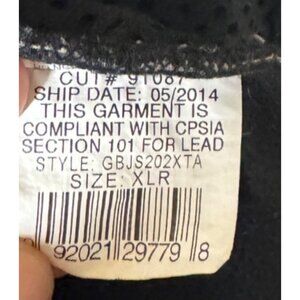 CUT# 91087
SHIP DATE: 05/2014
THIS GARMENT IS
COMPLIANT WITH CPSIA
SECTION 101 FOR LEAD
STYLE: GBJS202XTA
SIZE: XLR
92021 29779 8